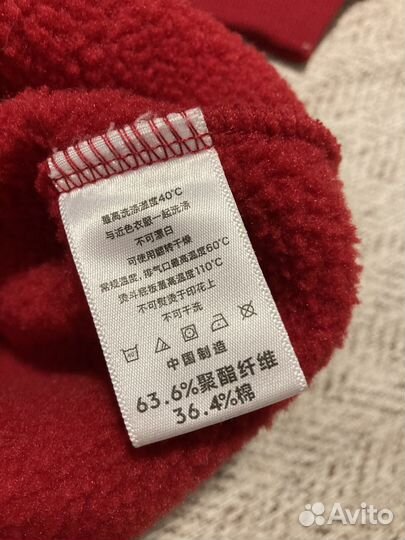 最高洗涤温度40℃
与近色衣服一起洗涤
不可漂白
可使用翻转干燥
常规温度, 排气口最高温度60℃
熨斗底板最高温度110℃
不可熨烫于印花上
不可干洗
中国制造
63.6%聚酯纤维
36.4%棉
Avito